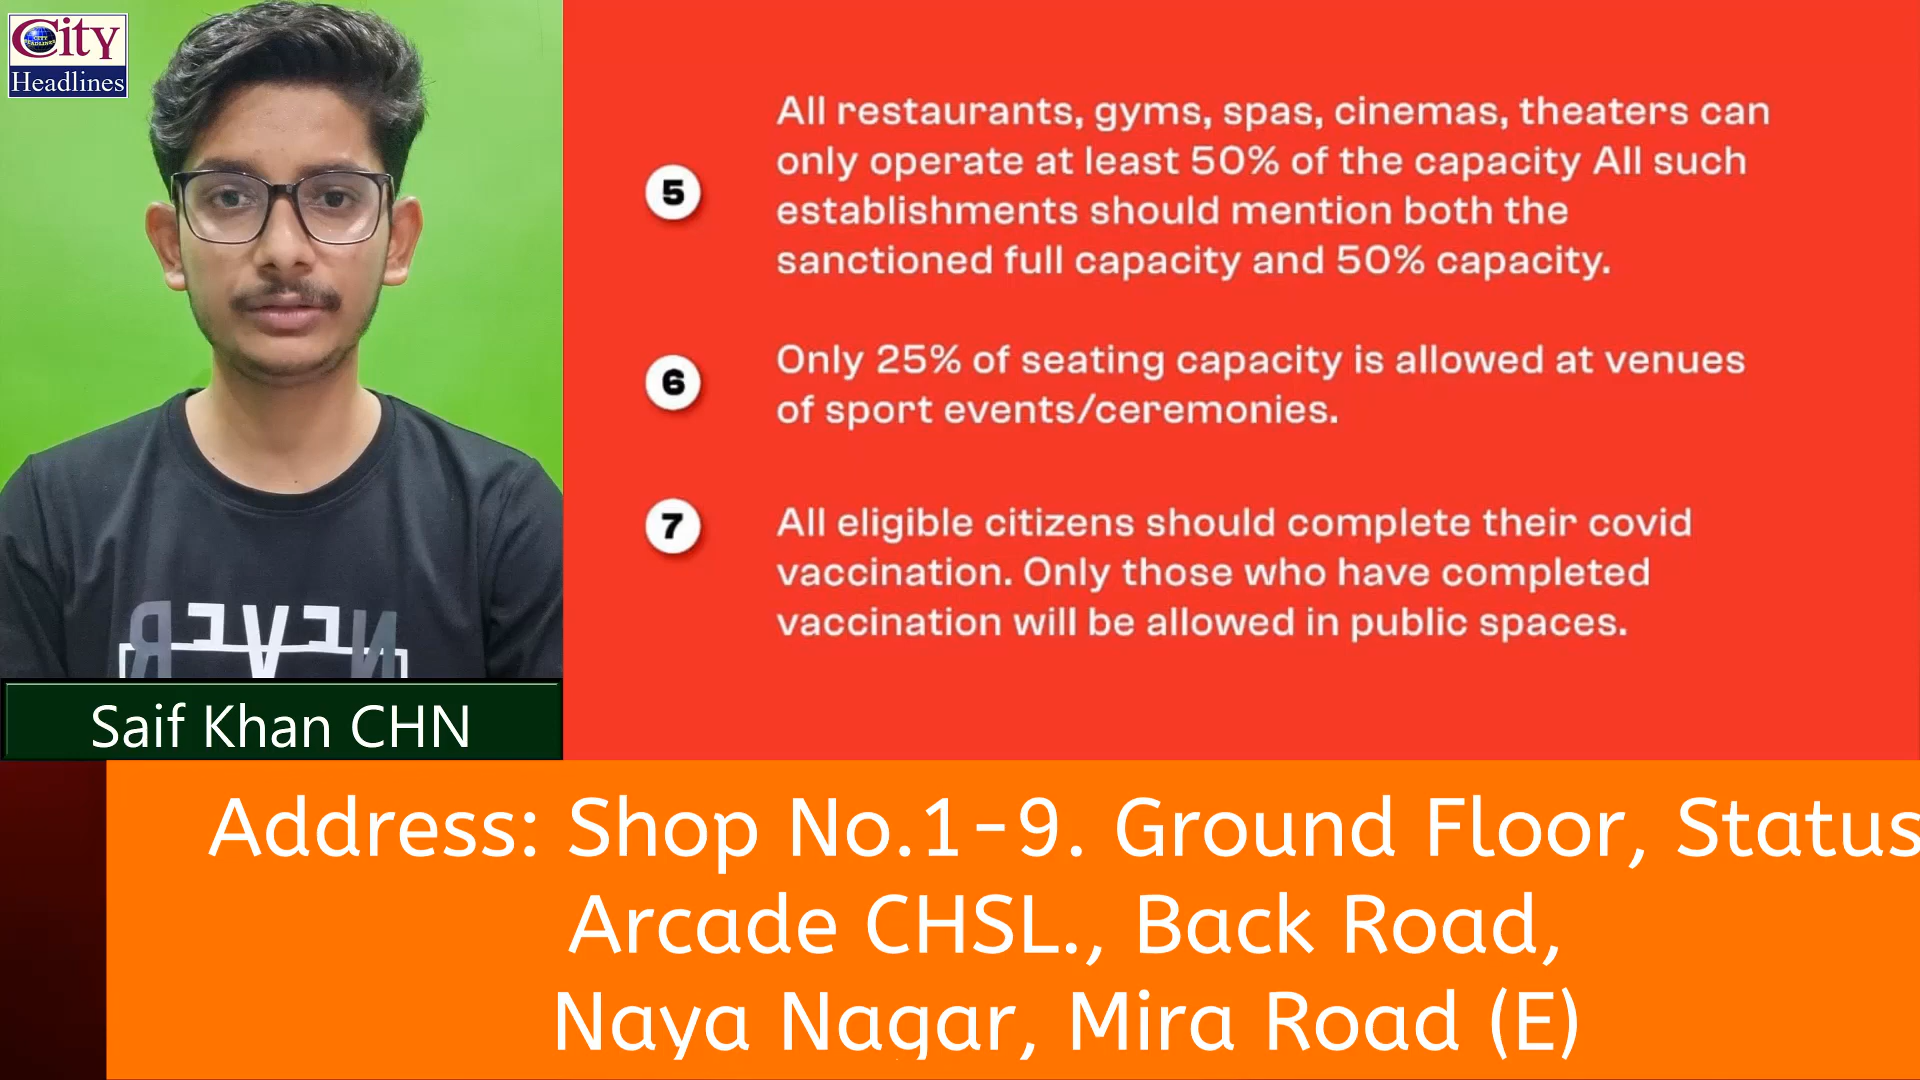 City
Headlines
All restaurants, gyms, spas, cinemas, theaters can
only operate at least 50% of the capacity All such
5
establishments should mention both the
sanctioned full capacity and 50% capacity.
Only 25% of seating capacity is allowed at venues
6
of sport events/ceremonies.
7
All eligible citizens should complete their covid
vaccination. Only those who have completed
vaccination will be allowed in public spaces.
NEVER
Saif Khan CHN
Address: Shop No.1-9. Ground Floor, Status
Arcade CHSL., Back Road,
Naya Nagar, Mira Road (E)